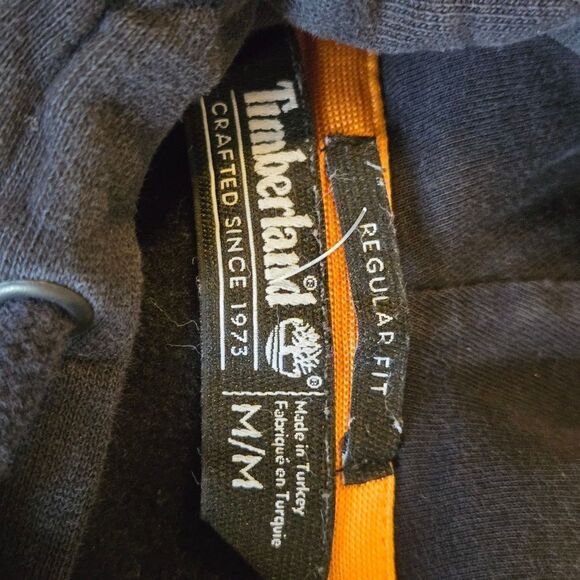 Timberland®
CRAFTED SINCE 1973
®
M/M
Made in Turkey
Fabriqué en Turquie
REGULAR FIT